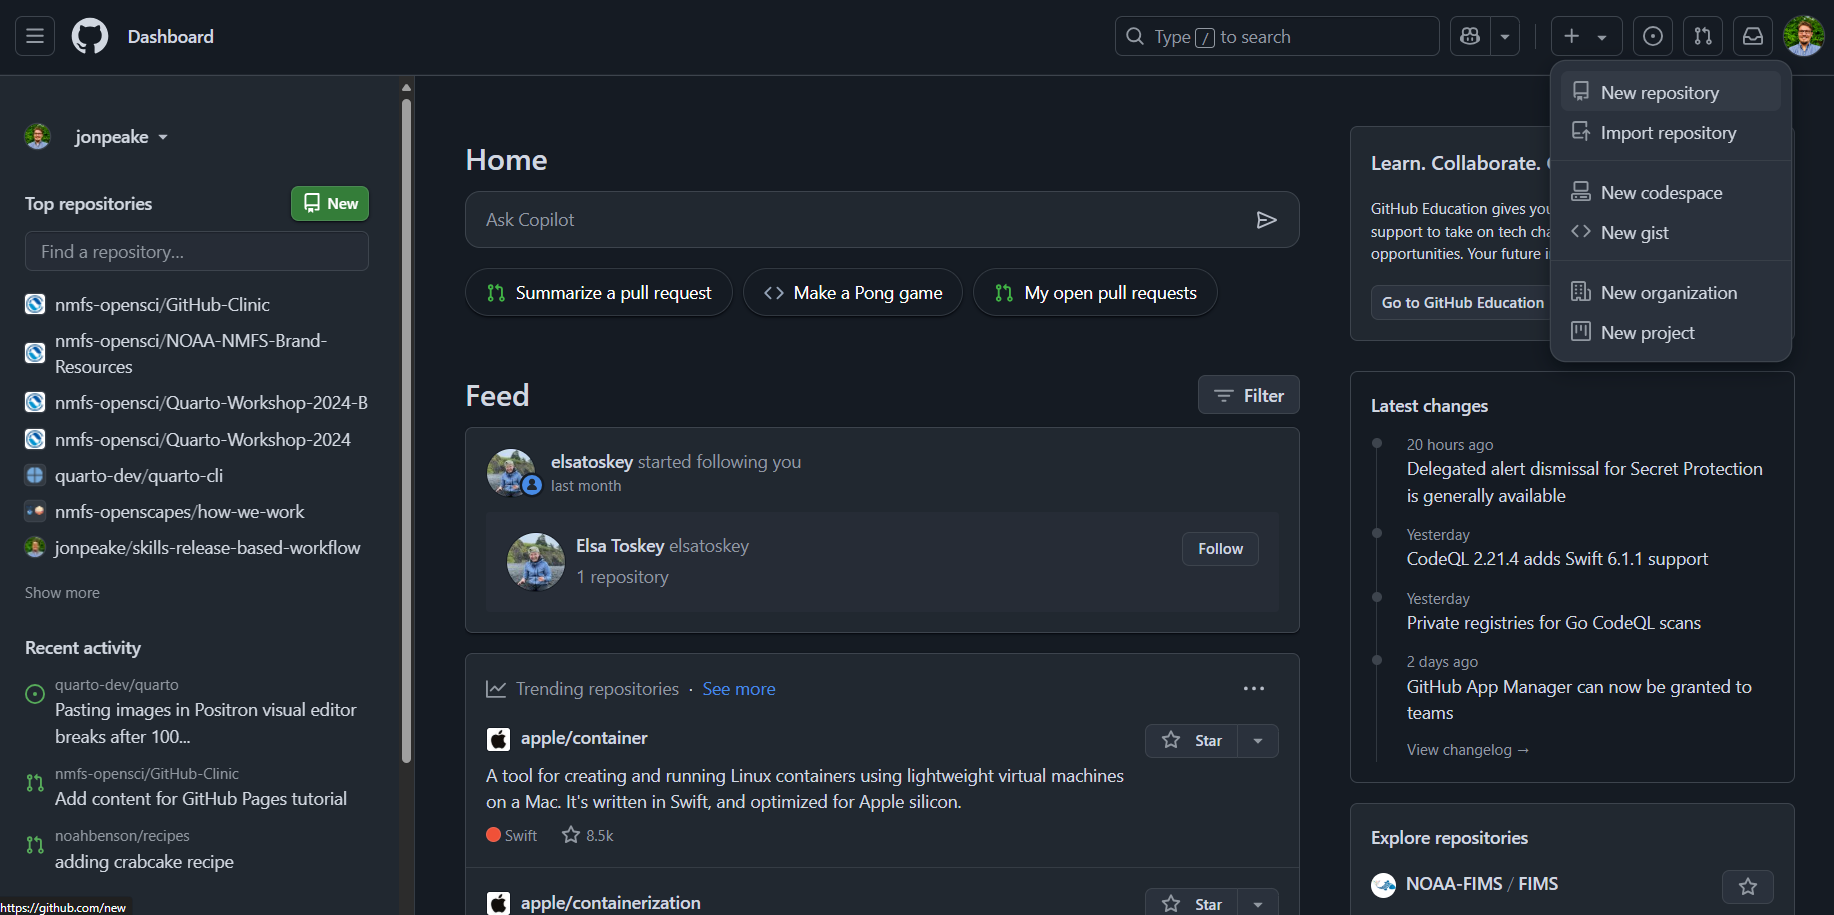 Dashboard
Type / to search
New repository
Import repository
New codespace
New gist
New organization
New project
jonpeake
Top repositories
New
Find a repository...
nmfs-opensci/GitHub-Clinic
nmfs-opensci/NOAA-NMFS-Brand-
Resources
nmfs-opensci/Quarto-Workshop-2024-B
nmfs-opensci/Quarto-Workshop-2024
quarto-dev/quarto-cli
nmfs-openscapes/how-we-work
jonpeake/skills-release-based-workflow
Show more
Recent activity
quarto-dev/quarto
Pasting images in Positron visual editor
breaks after 100...
nmfs-opensci/GitHub-Clinic
Add content for GitHub Pages tutorial
noahbenson/recipes
adding crabcake recipe
https://github.com/new
Home
Ask Copilot
Summarize a pull request
Make a Pong game
My open pull requests
Feed
Filter
elsatoskey started following you
last month
Elsa Toskey elsatoskey
1 repository
Follow
Trending repositories · See more
apple/container
Star
A tool for creating and running Linux containers using lightweight virtual machines
on a Mac. It's written in Swift, and optimized for Apple silicon.
Swift 8.5k
apple/containerization
Star
Learn. Collaborate.
GitHub Education gives you
support to take on tech
opportunities. Your future
Go to GitHub Education
Latest changes
20 hours ago
Delegated alert dismissal for Secret Protection
is generally available
Yesterday
CodeQL 2.21.4 adds Swift 6.1.1 support
Yesterday
Private registries for Go CodeQL scans
2 days ago
GitHub App Manager can now be granted to
teams
View changelog →
Explore repositories
NOAA-FIMS / FIMS